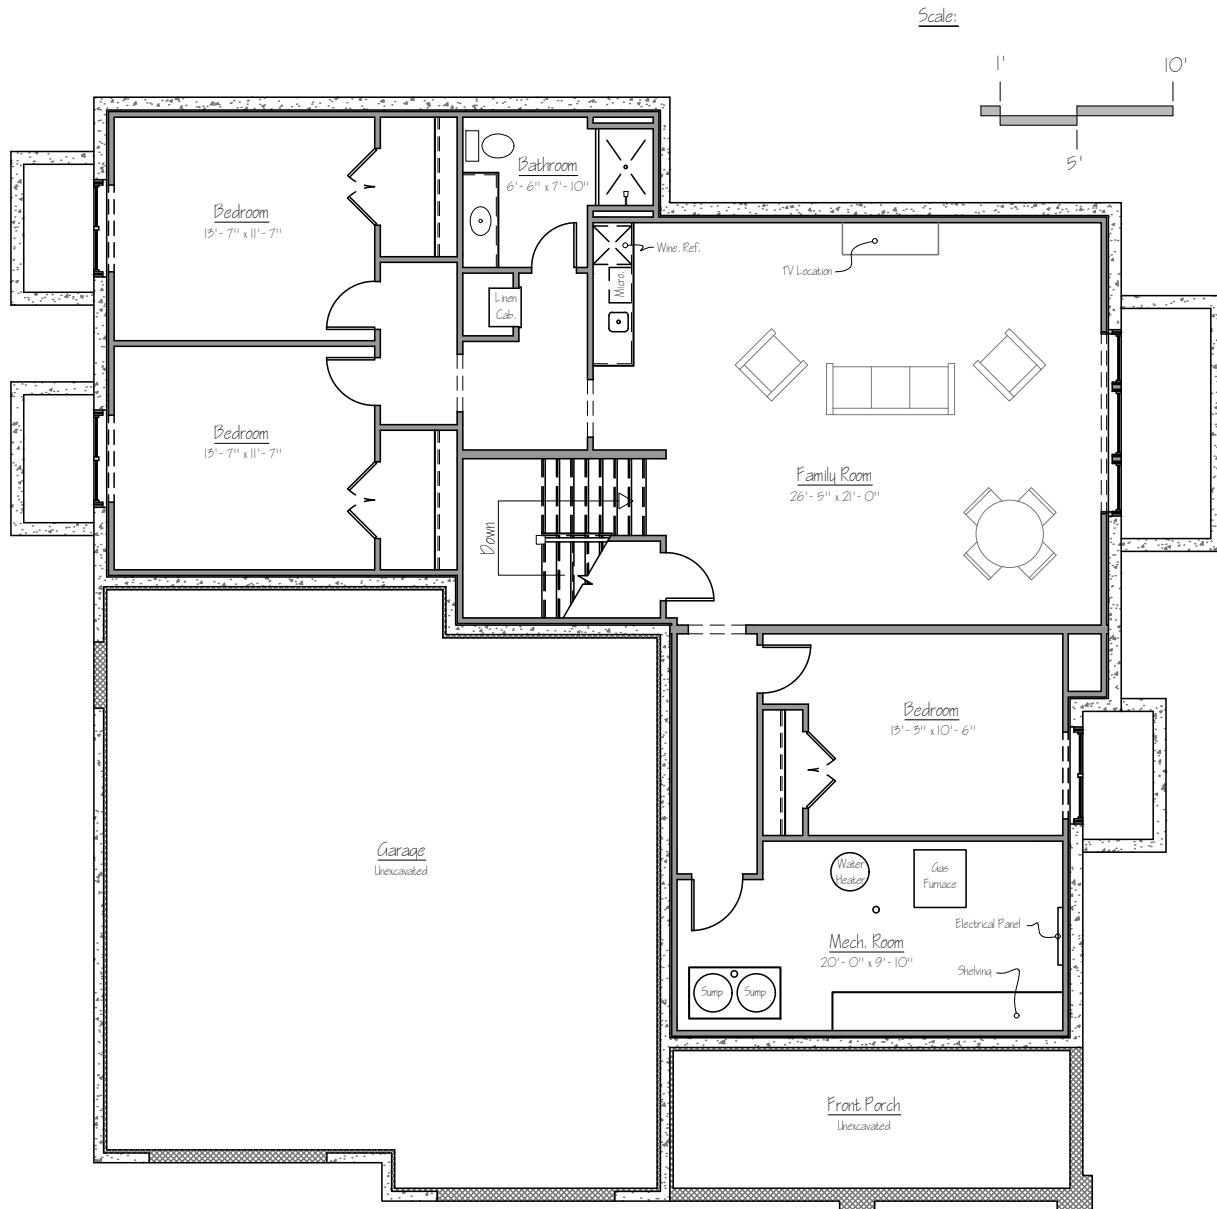 Scale:
1'
10'
5'
Bathroom
6'- 6" x 7'- 10"
Bedroom
13'- 7" x 11'- 7"
Wine. Ref.
TV Location
Micro.
Linen
Cab.
Bedroom
13'- 7" x 11'- 7"
Family Room
26'- 5" x 21'- 0"
Down
Bedroom
13'- 3" x 10'- 6"
Garage
Unexcavated
Water
Heater
Gas
Furnace
Electrical Panel
Mech. Room
20'- 0" x 9'- 10"
Shelving
Sump
Sump
Front Porch
Unexcavated